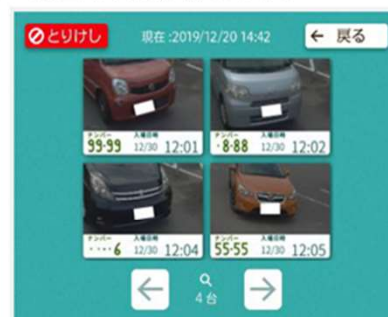 とりけし
現在:2019/12/20 14:42
← 戻る
ナンバー 入場日時
99-99 12/30 12:01
ナンバー 入場日時
・8-88 12/30 12:02
ナンバー 入場日時
・・・・6 12/30 12:04
ナンバー 入場日時
55-55 12/30 12:05
4台